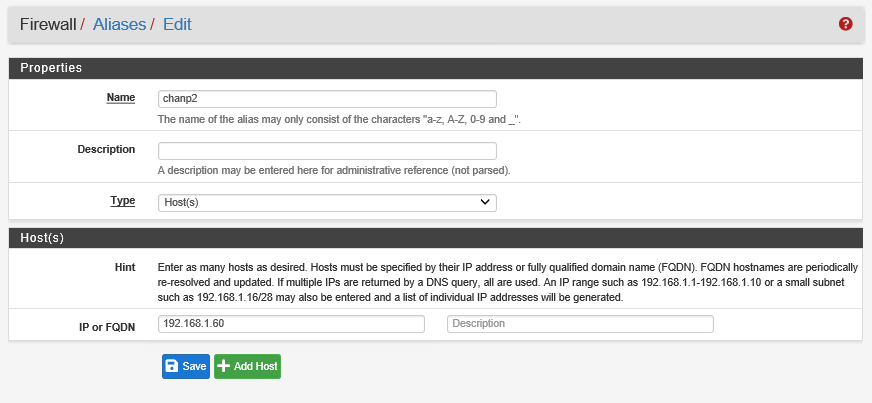 Firewall / Aliases / Edit
?
Properties
Name
chanp2
The name of the alias may only consist of the characters "a-z, A-Z, 0-9 and _".
Description
A description may be entered here for administrative reference (not parsed).
Type
Host(s)
Host(s)
Hint
Enter as many hosts as desired. Hosts must be specified by their IP address or fully qualified domain name (FQDN). FQDN hostnames are periodically
re-resolved and updated. If multiple IPs are returned by a DNS query, all are used. An IP range such as 192.168.1.1-192.168.1.10 or a small subnet
such as 192.168.1.16/28 may also be entered and a list of individual IP addresses will be generated.
IP or FQDN
192.168.1.60
Description
Save
Add Host